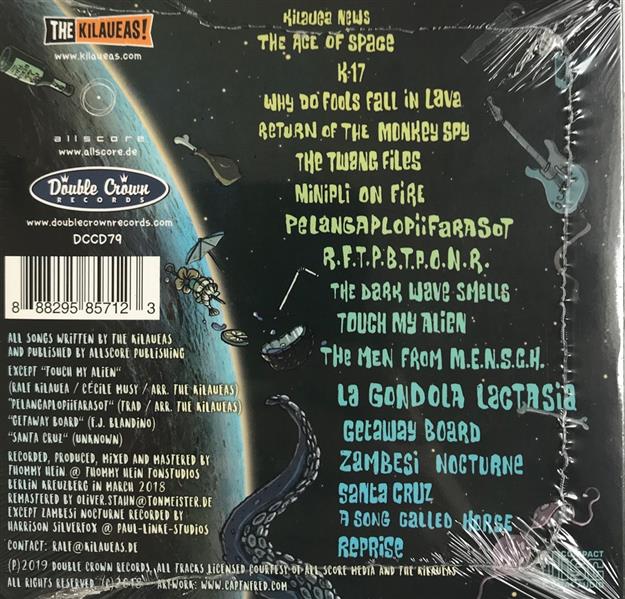 THE KILAUEAS!
www.kilaueas.com
allscore
www.allscore.de
Double Crown
RECORDS
www.doublecrownrecords.com
DCCD79
8 88295 85712 3
ALL SONGS WRITTEN BY THE KILAUEAS
AND PUBLISHED BY ALLSCORE PUBLISHING
EXCEPT "TOUCH MY ALIEN"
(RALF KILAUEA / CÉCILE MUSY / ARR. THE KILAUEAS)
"PELANGAPLOPIIFARASOT" (TRAD / ARR. THE KILAUEAS)
"GETAWAY BOARD" (F.J. BLANDINO)
"SANTA CRUZ" (UNKNOWN)
RECORDED, PRODUCED, MIXED AND MASTERED BY
THOMMY HEIN @ THOMMY HEIN TONSTUDIOS
BERLIN KREUZBERG IN MARCH 2018
REMASTERED BY OLIVER.STAUN@TONMEISTER.DE
EXCEPT ZAMBESI NOCTURNE RECORDED BY
HARRISON SILVERFOX @ PAUL-LINKE-STUDIOS
CONTACT: RALF@KILAUEAS.DE
(P)2019 DOUBLE CROWN RECORDS, ALL TRACKS LICENSED COURTESY OF ALL SCORE MEDIA AND THE KILAUEAS
ALL RIGHTS RESERVED (C)2018 ARTWORK: WWW.CAPTNFRED.COM
KILAUEA NEWS
THE AGE OF SPACE
K-17
WHY DO FOOLS FALL IN LAVA
RETURN OF THE MONKEY SPY
THE TWANG FILES
MINIPLI ON FIRE
PELANGAPLOPIIFARASOT
R.F.T.P.B.T.P.O.N.R.
THE DARK WAVE SMELLS
TOUCH MY ALIEN
THE MEN FROM M.E.N.S.C.H.
LA GONDOLA LACTASIA
GETAWAY BOARD
ZAMBESI NOCTURNE
SANTA CRUZ
A SONG CALLED HORSE
REPRISE
COMPACT
disc